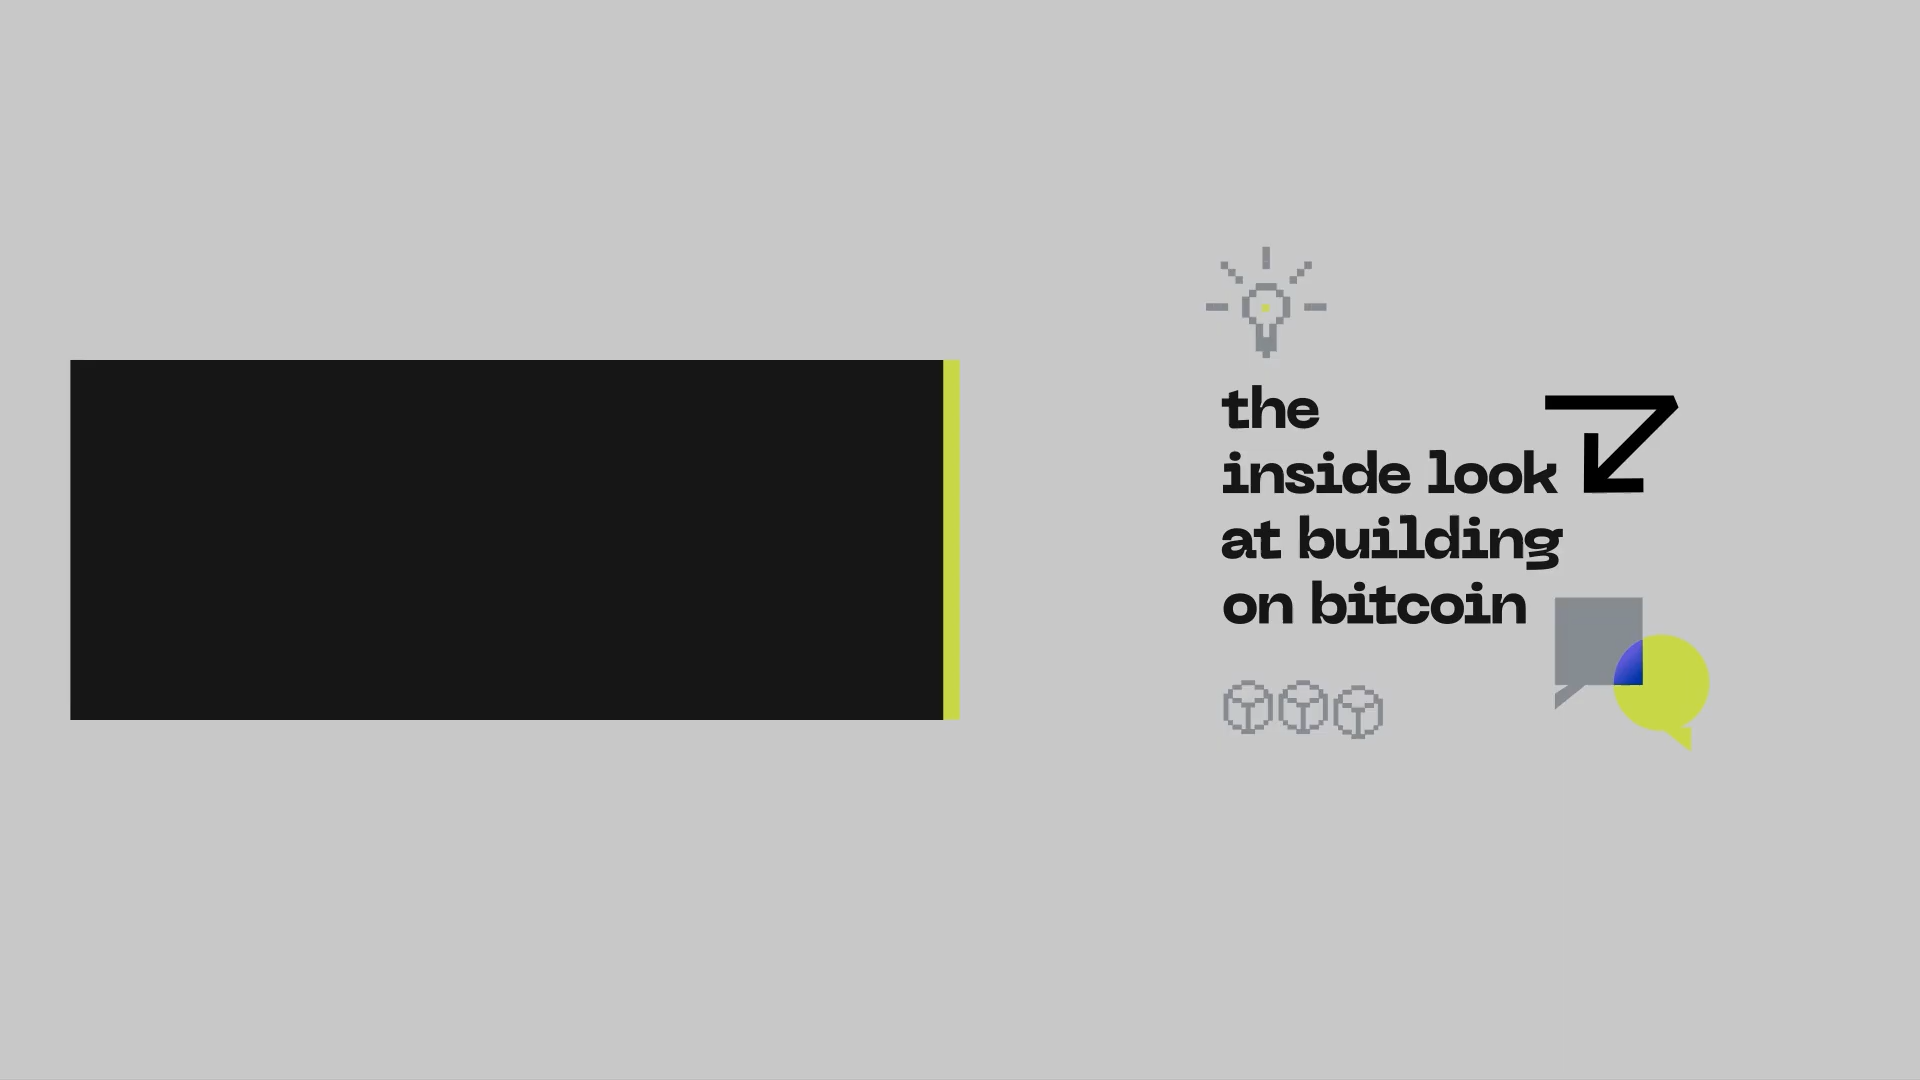 the
inside look
at building
on bitcoin